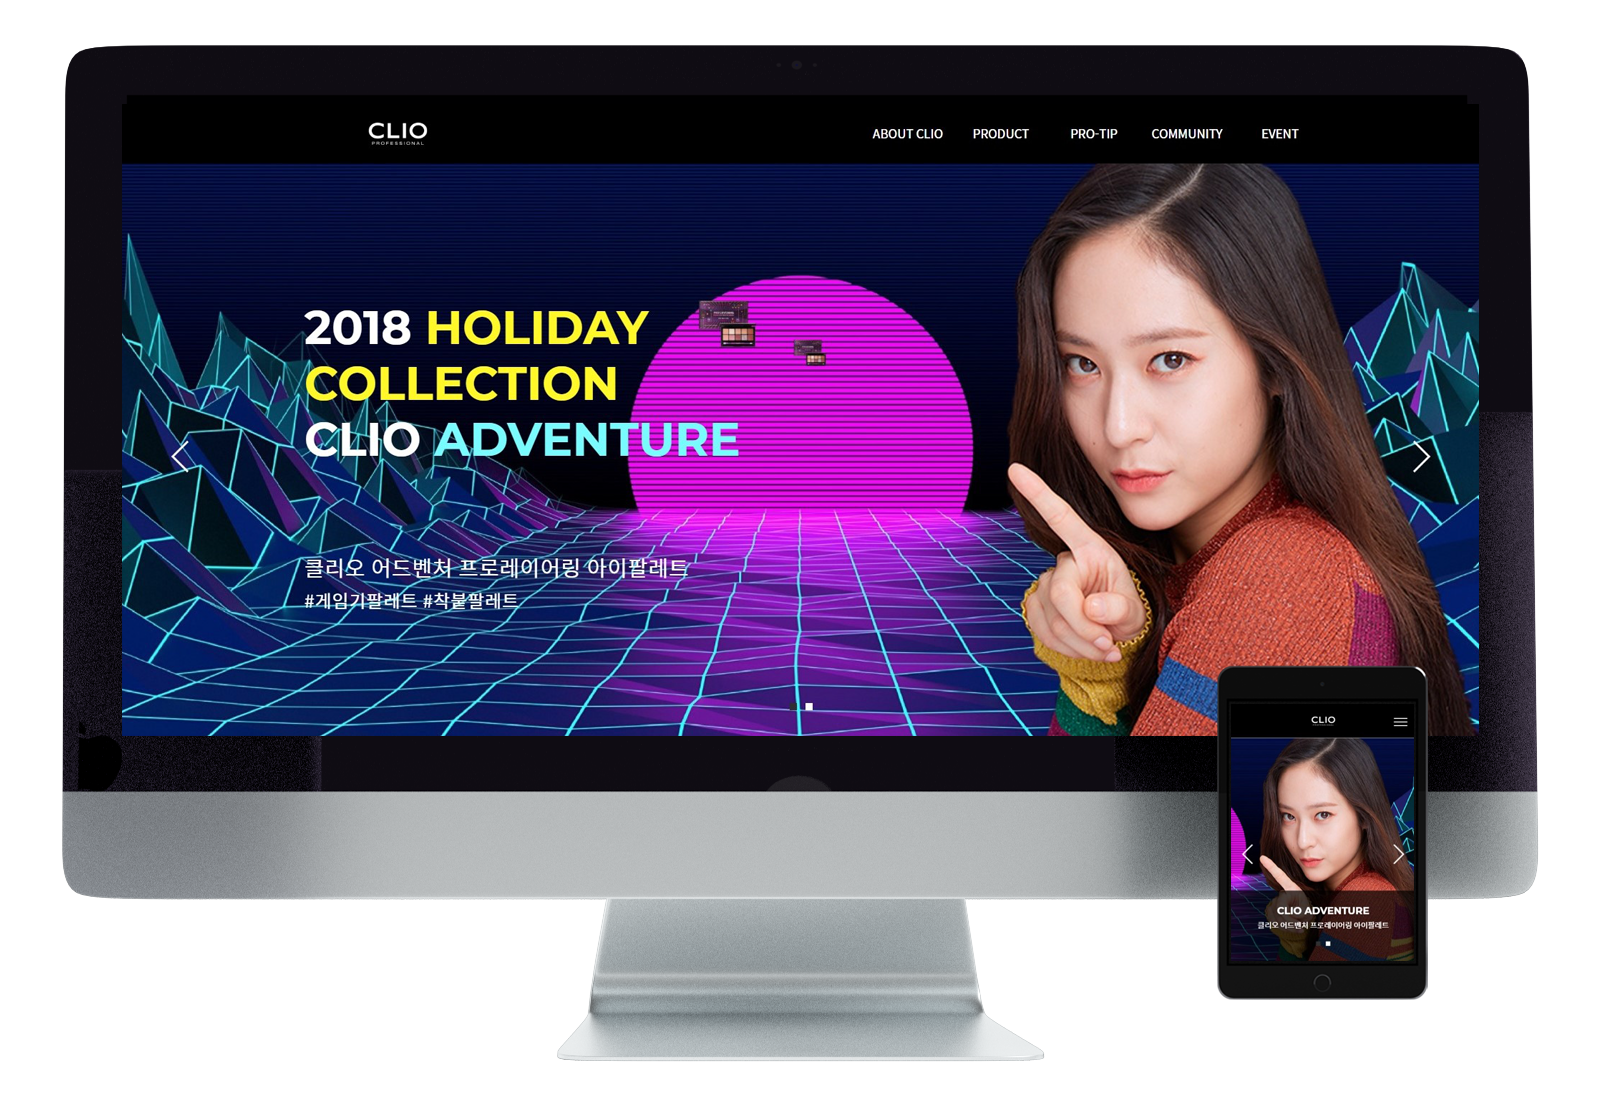 CLIO
PROFESSIONAL
ABOUT CLIO PRODUCT PRO-TIP COMMUNITY EVENT
2018 HOLIDAY
COLLECTION
CLIO ADVENTURE
클리오 어드벤처 프로레이어링 아이팔레트
#게임기팔레트 #착붙팔레트
CLIO
CLIO ADVENTURE
클리오 어드벤처 프로레이어링 아이팔레트